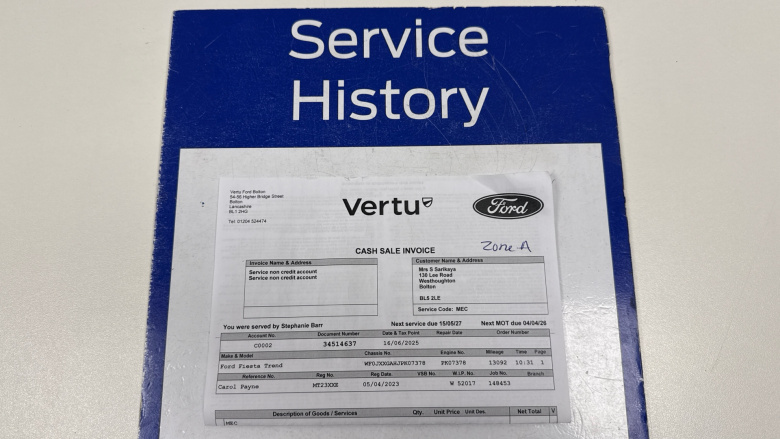 Service
History
Vertu Ford Bolton
54-56 Higher Bridge Street
Bolton
Lancashire
BL1 2HG
Tel: 01204 524474
Vertu
Ford
CASH SALE INVOICE
Zone A
Invoice Name & Address
Service non credit account
Service non credit account
Customer Name & Address
Mrs S Sarikaya
130 Lee Road
Westhoughton
Bolton
BL5 2LE
Service Code: MEC
You were served by Stephanie Barr Next service due 15/05/27 Next MOT due 04/04/26
Account No. Document Number Date & Tax Point Repair Date Order Number
C0002 34514637 16/06/2025
Make & Model Chassis No. Engine No. Mileage Time Page
Ford Fiesta Trend WF0JXXGAHJPK07378 PK07378 13092 10:31 1
Reference No. Reg No: Reg Date VSB No. W.I.P. No. Job No. Branch
Carol Payne MT23XXE 05/04/2023 W 52017 148453
Description of Goods / Services Qty. Unit Price Unit Des. Net Total V
MEC